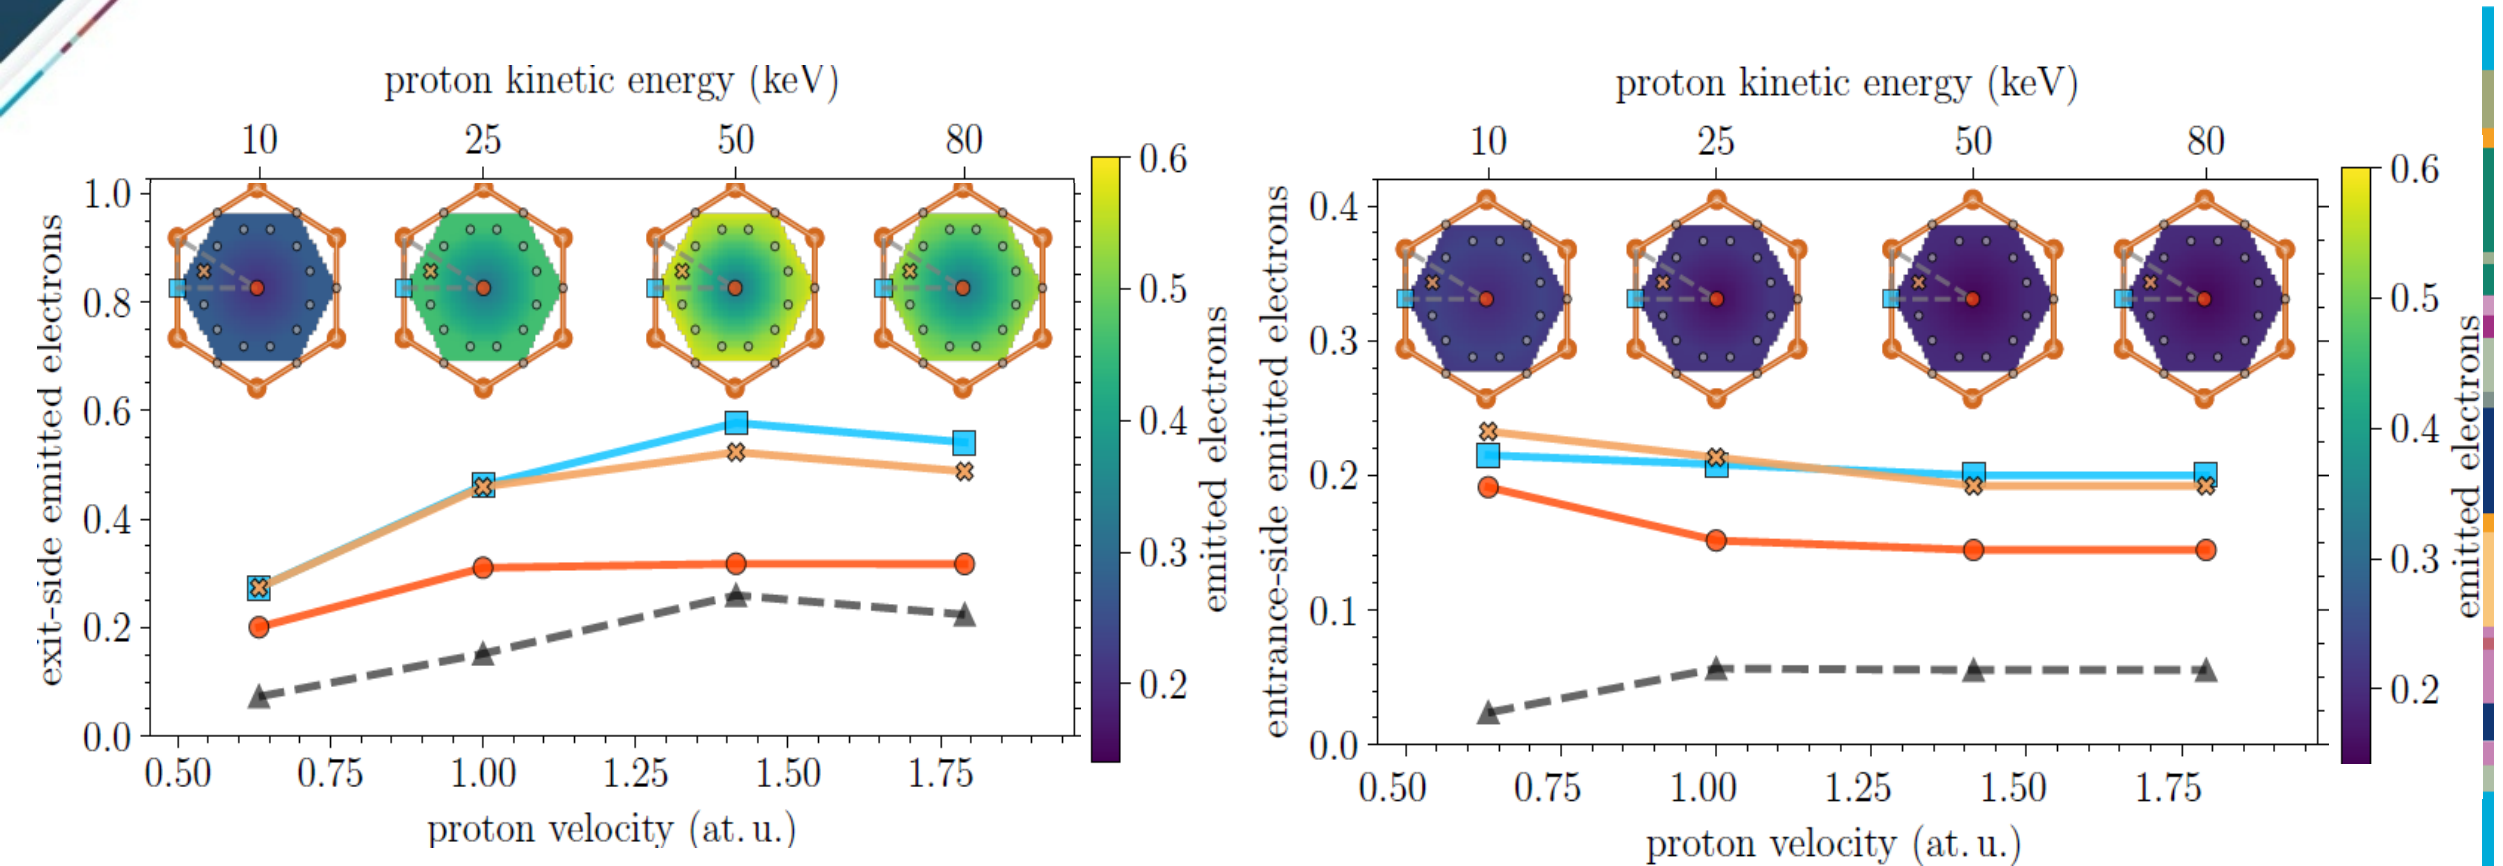 proton kinetic energy (keV)
10 25 50 80
1.0
0.8
0.6
0.4
0.2
0.0
exit-side emitted electrons
0.50 0.75 1.00 1.25 1.50 1.75
proton velocity (at. u.)
0.6
0.5
0.4
0.3
0.2
emitted electrons
proton kinetic energy (keV)
10 25 50 80
0.4
0.3
0.2
0.1
0.0
entrance-side emitted electrons
0.50 0.75 1.00 1.25 1.50 1.75
proton velocity (at. u.)
0.6
0.5
0.4
0.3
0.2
emitted electrons